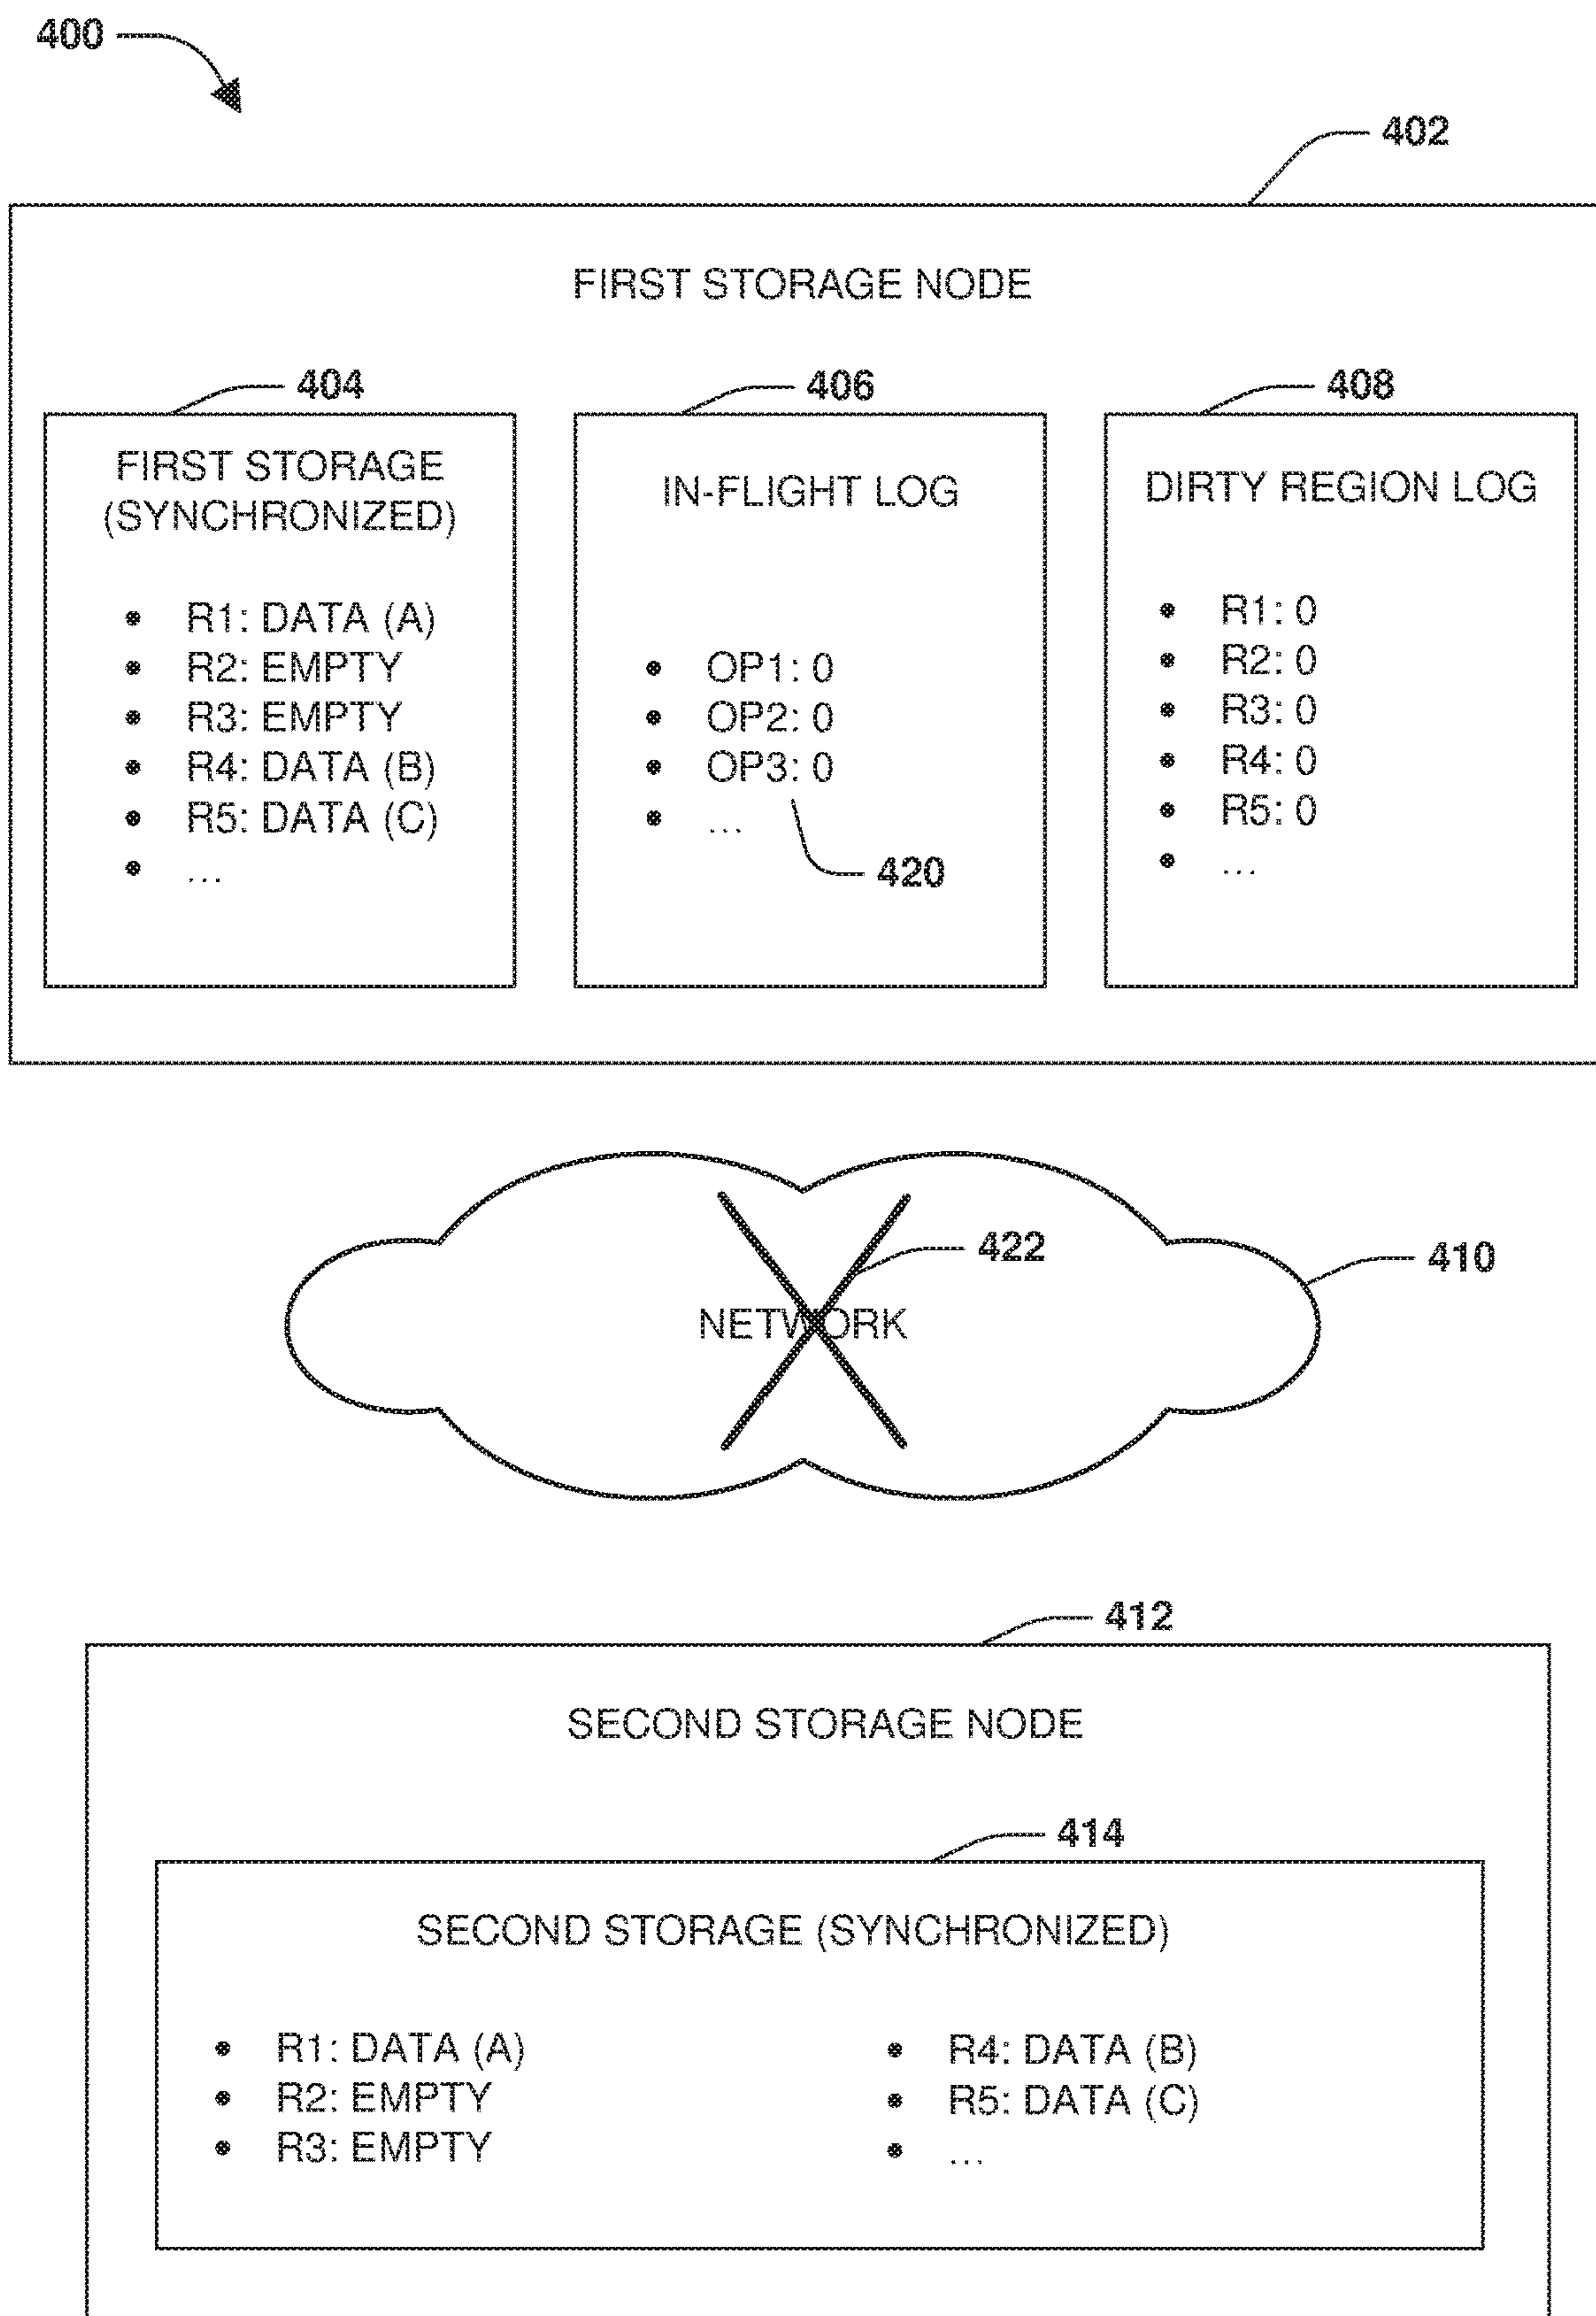 400
402
FIRST STORAGE NODE
404
FIRST STORAGE
(SYNCHRONIZED)
• R1: DATA (A)
• R2: EMPTY
• R3: EMPTY
• R4: DATA (B)
• R5: DATA (C)
• ...
406
IN-FLIGHT LOG
• OP1: 0
• OP2: 0
• OP3: 0
• ...
420
408
DIRTY REGION LOG
• R1: 0
• R2: 0
• R3: 0
• R4: 0
• R5: 0
• ...
422
410
NETWORK
412
SECOND STORAGE NODE
414
SECOND STORAGE (SYNCHRONIZED)
• R1: DATA (A)
• R2: EMPTY
• R3: EMPTY
• R4: DATA (B)
• R5: DATA (C)
• ...